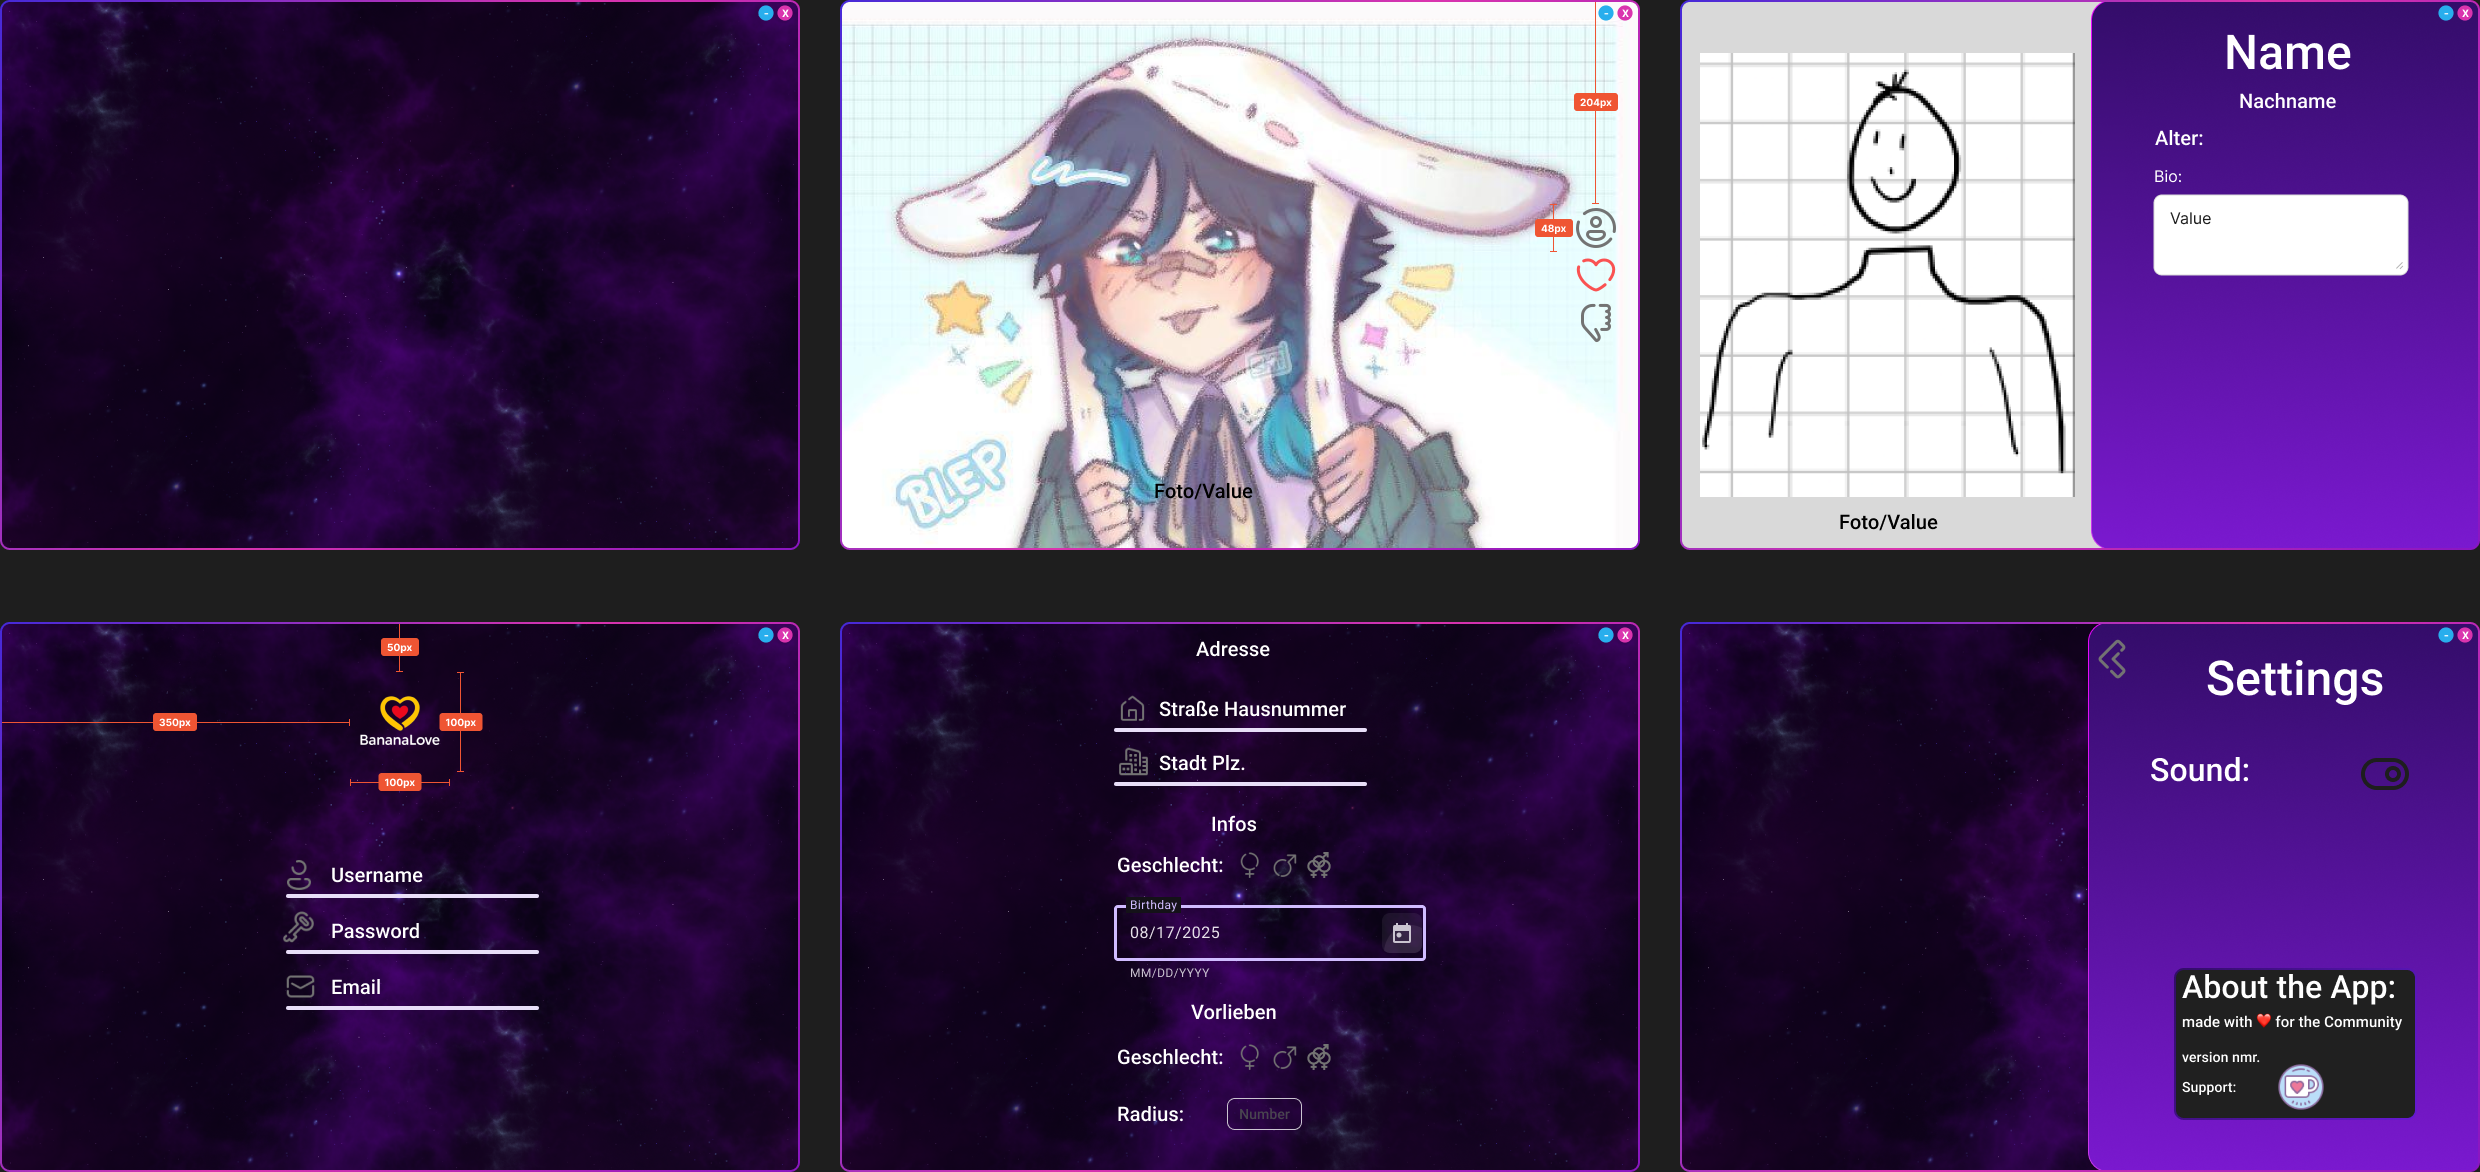 - X
- X
204px
48px
BLEP
Foto/Value
- X
Name
Nachname
Alter:
Bio:
Value
Foto/Value
- X
50px
350px
100px
BananaLove
100px
Username
Password
Email
- X
Adresse
Straße Hausnummer
Stadt Plz.
Infos
Geschlecht:
Birthday
08/17/2025
MM/DD/YYYY
Vorlieben
Geschlecht:
Radius: Number
- X
Settings
Sound:
About the App:
made with ❤️ for the Community
version nmr.
Support: